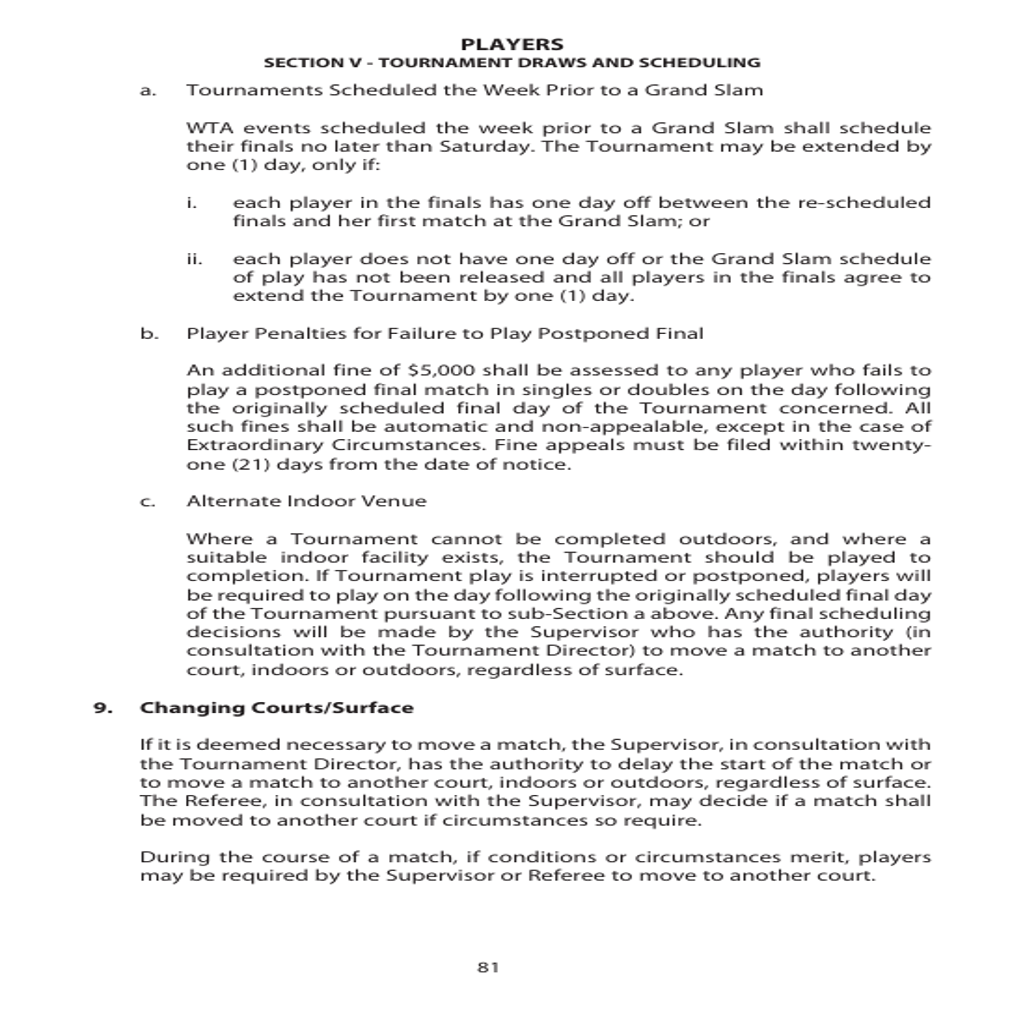 PLAYERS
SECTION V - TOURNAMENT DRAWS AND SCHEDULING
a. Tournaments Scheduled the Week Prior to a Grand Slam
WTA events scheduled the week prior to a Grand Slam shall schedule
their finals no later than Saturday. The Tournament may be extended by
one (1) day, only if:
i. each player in the finals has one day off between the re-scheduled
finals and her first match at the Grand Slam; or
ii. each player does not have one day off or the Grand Slam schedule
of play has not been released and all players in the finals agree to
extend the Tournament by one (1) day.
b. Player Penalties for Failure to Play Postponed Final
An additional fine of $5,000 shall be assessed to any player who fails to
play a postponed final match in singles or doubles on the day following
the originally scheduled final day of the Tournament concerned. All
such fines shall be automatic and non-appealable, except in the case of
Extraordinary Circumstances. Fine appeals must be filed within twenty-
one (21) days from the date of notice.
c. Alternate Indoor Venue
Where a Tournament cannot be completed outdoors, and where a
suitable indoor facility exists, the Tournament should be played to
completion. If Tournament play is interrupted or postponed, players will
be required to play on the day following the originally scheduled final day
of the Tournament pursuant to sub-Section a above. Any final scheduling
decisions will be made by the Supervisor who has the authority (in
consultation with the Tournament Director) to move a match to another
court, indoors or outdoors, regardless of surface.
9. Changing Courts/Surface
If it is deemed necessary to move a match, the Supervisor, in consultation with
the Tournament Director, has the authority to delay the start of the match or
to move a match to another court, indoors or outdoors, regardless of surface.
The Referee, in consultation with the Supervisor, may decide if a match shall
be moved to another court if circumstances so require.
During the course of a match, if conditions or circumstances merit, players
may be required by the Supervisor or Referee to move to another court.
81